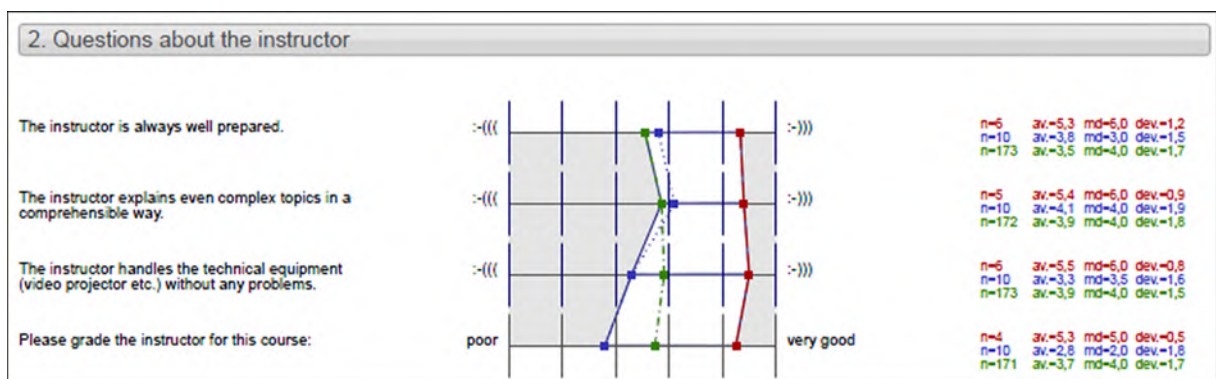 2. Questions about the instructor
The instructor is always well prepared.
:-(((
:-)))
n=6 av.=5,3 md=6,0 dev.=1,2
n=10 av.=3,8 md=3,0 dev.=1,5
n=173 av.=3,5 md=4,0 dev.=1,7
The instructor explains even complex topics in a
comprehensible way.
:-(((
:-)))
n=5 av.=5,4 md=6,0 dev.=0,9
n=10 av.=4,1 md=4,0 dev.=1,9
n=172 av.=3,9 md=4,0 dev.=1,8
The instructor handles the technical equipment
(video projector etc.) without any problems.
:-(((
:-)))
n=6 av.=5,5 md=6,0 dev.=0,8
n=10 av.=3,3 md=3,5 dev.=1,6
n=173 av.=3,9 md=4,0 dev.=1,5
Please grade the instructor for this course:
poor
very good
n=4 av.=5,3 md=5,0 dev.=0,5
n=10 av.=2,8 md=2,0 dev.=1,8
n=171 av.=3,7 md=4,0 dev.=1,7